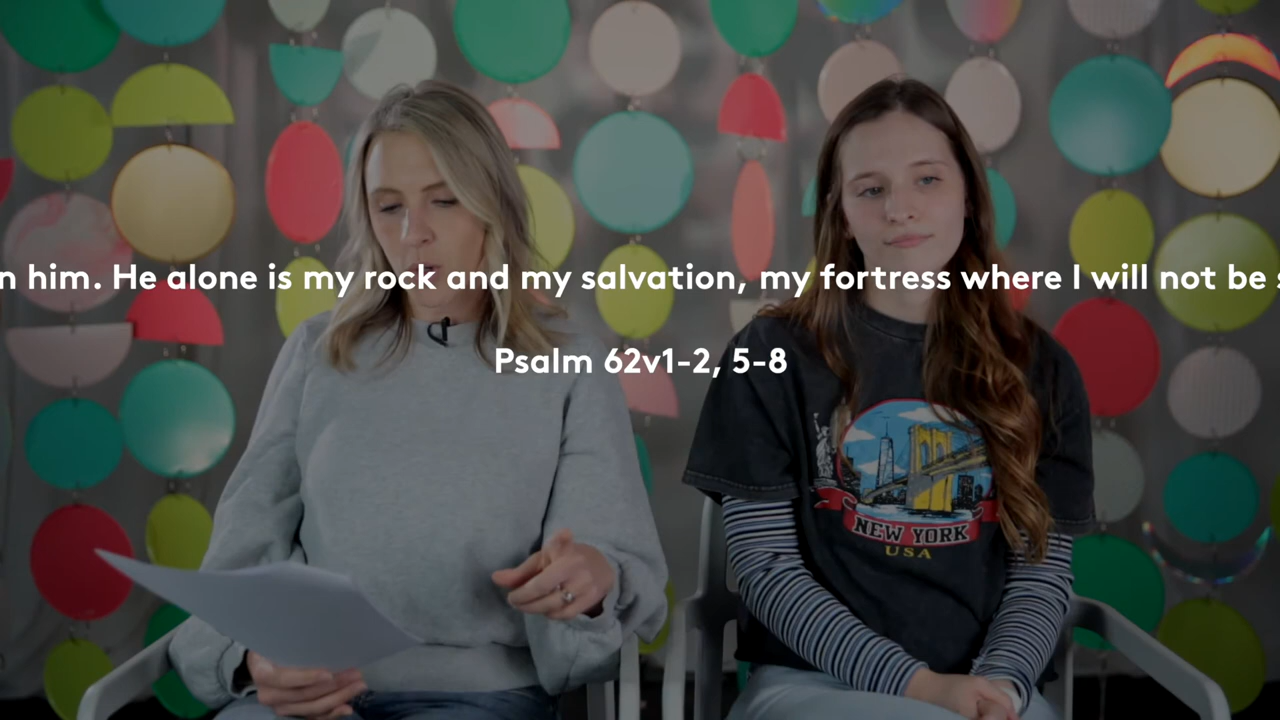 n him. He alone is my rock and my salvation, my fortress where I will not be
Psalm 62v1-2, 5-8
NEW YORK
USA